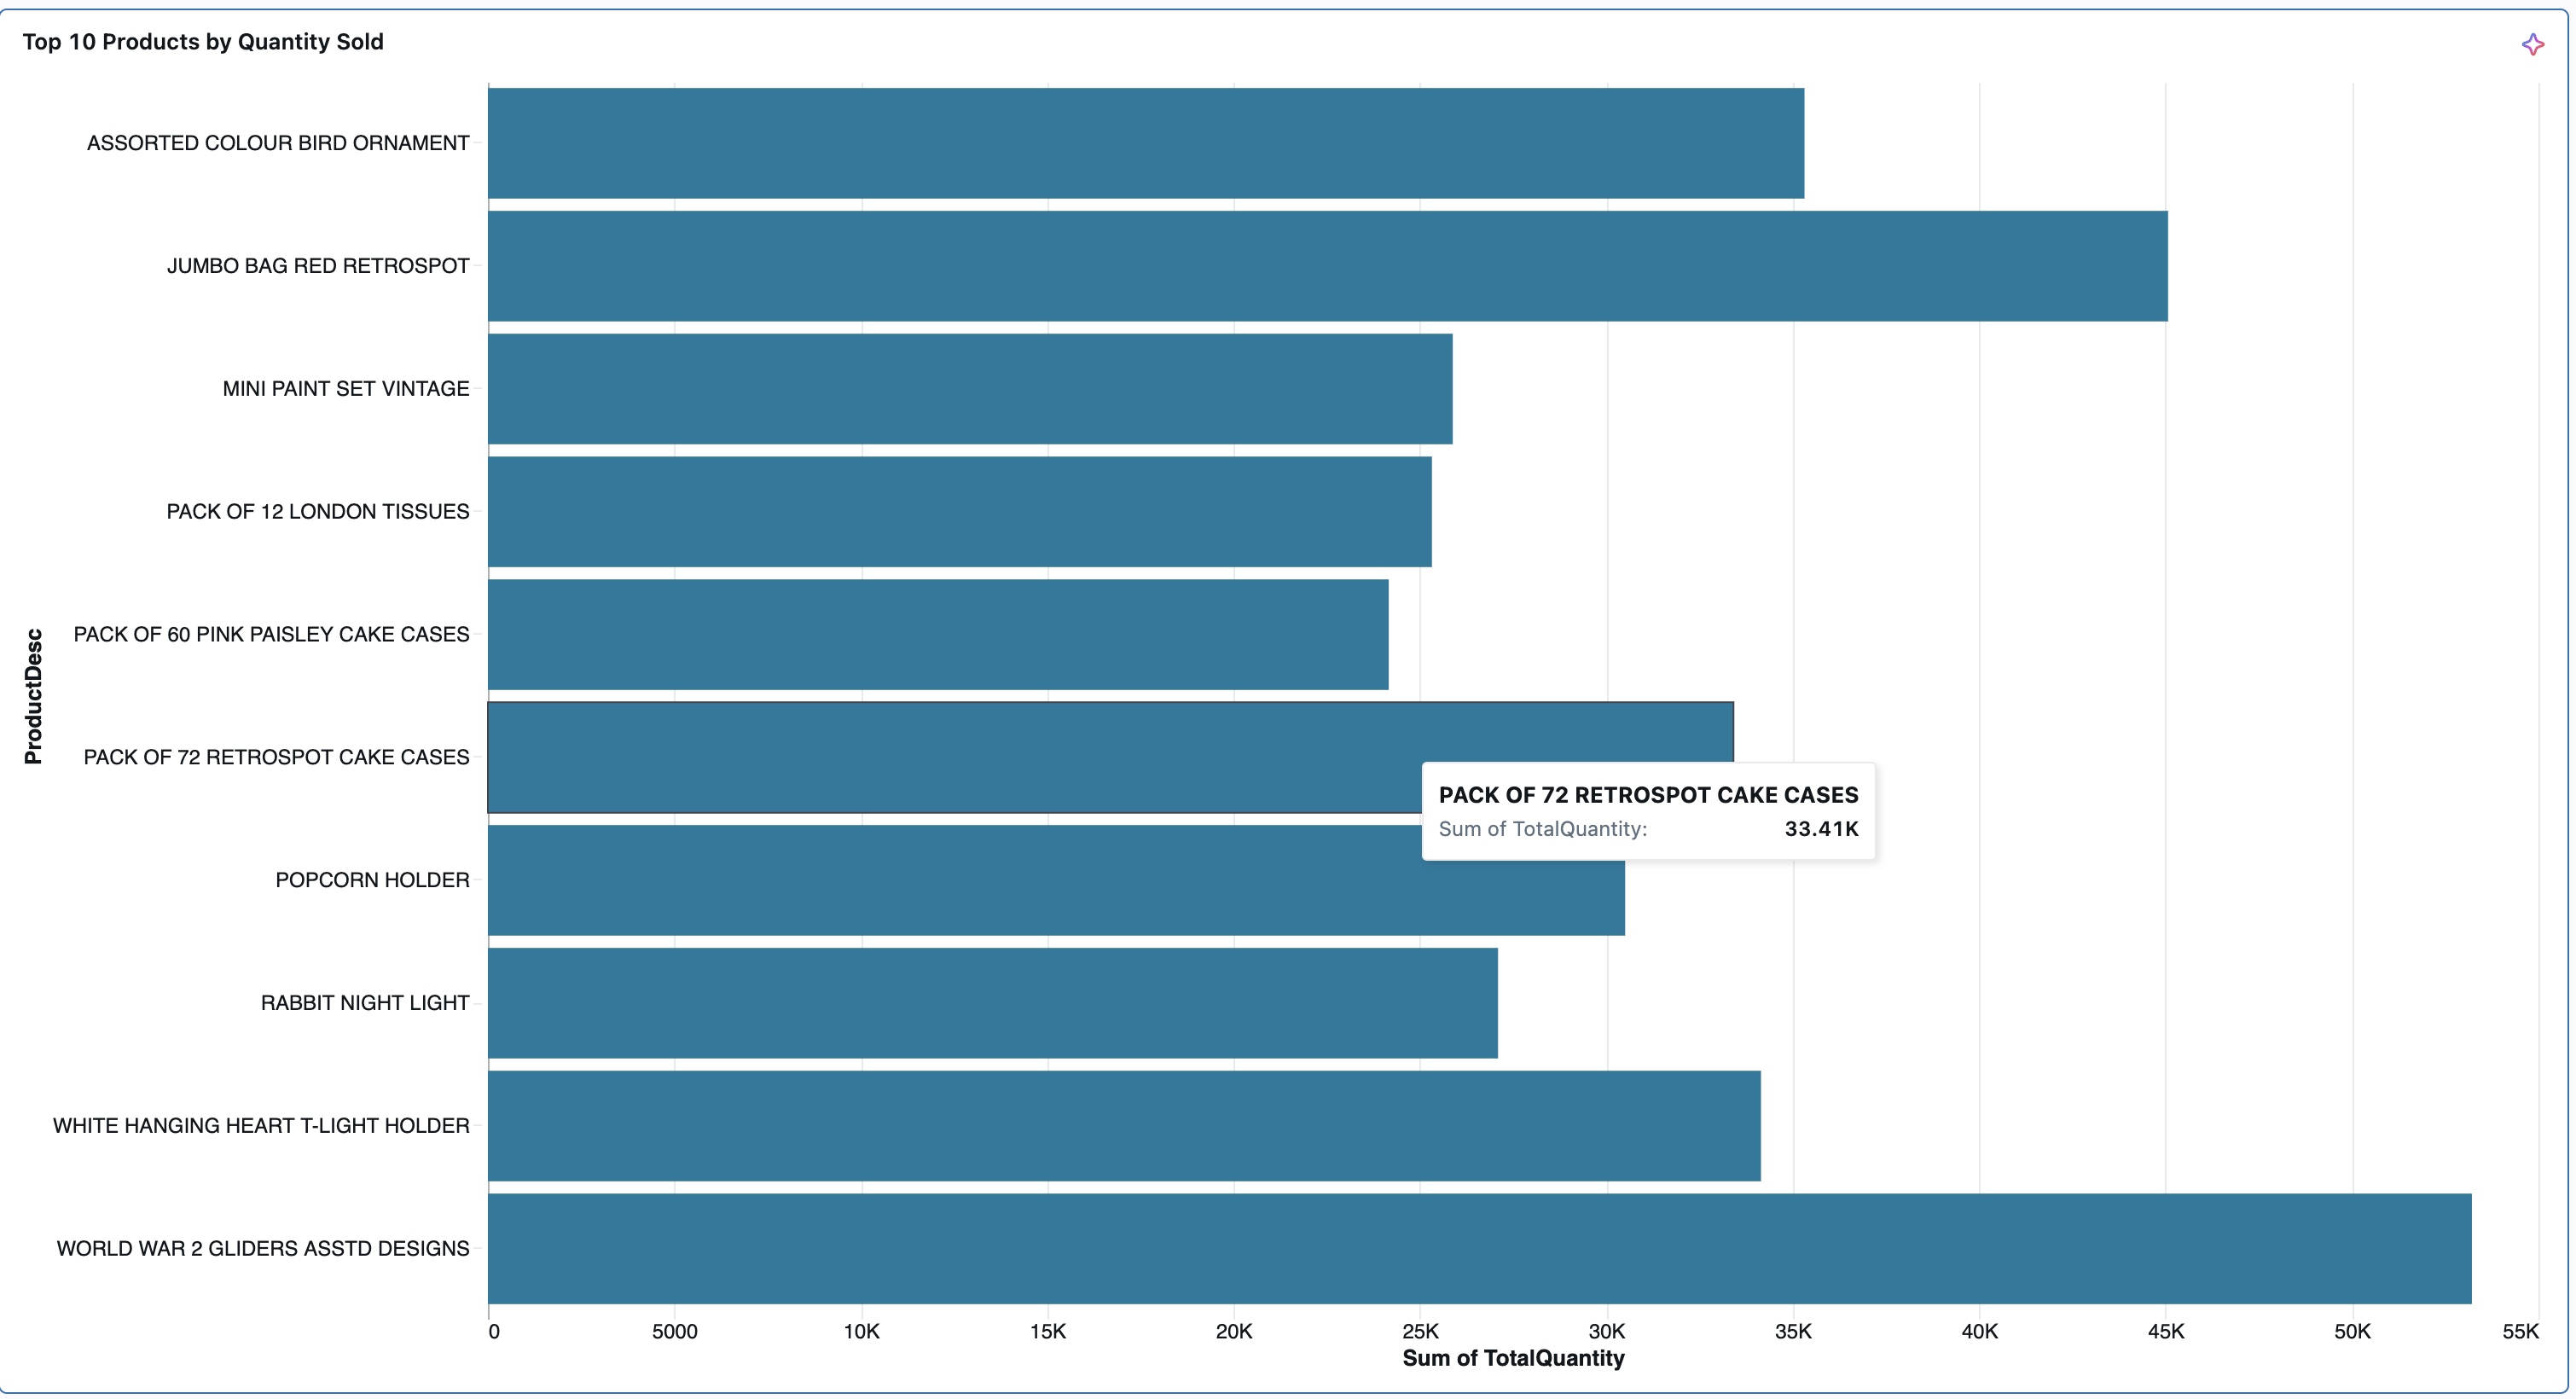 Top 10 Products by Quantity Sold
ProductDesc
ASSORTED COLOUR BIRD ORNAMENT
JUMBO BAG RED RETROSPOT
MINI PAINT SET VINTAGE
PACK OF 12 LONDON TISSUES
PACK OF 60 PINK PAISLEY CAKE CASES
PACK OF 72 RETROSPOT CAKE CASES
PACK OF 72 RETROSPOT CAKE CASES
Sum of TotalQuantity: 33.41K
POPCORN HOLDER
RABBIT NIGHT LIGHT
WHITE HANGING HEART T-LIGHT HOLDER
WORLD WAR 2 GLIDERS ASSTD DESIGNS
0 5000 10K 15K 20K 25K 30K 35K 40K 45K 50K 55K
Sum of TotalQuantity